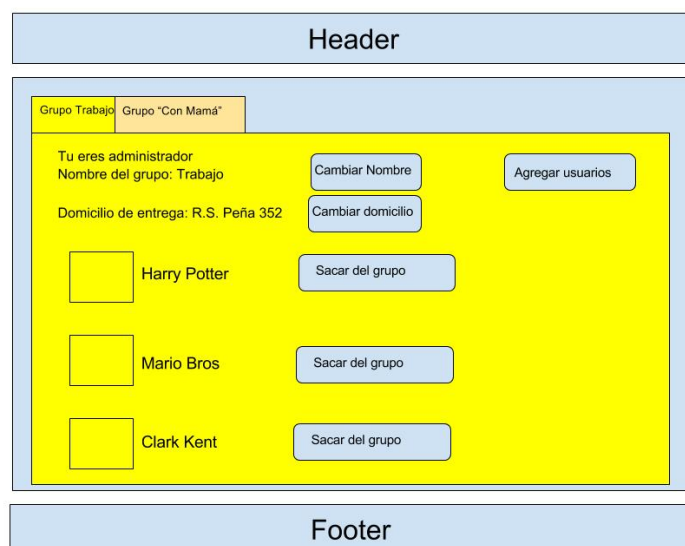 Header
Grupo Trabajo
Grupo "Con Mamá"
Tu eres administrador
Nombre del grupo: Trabajo
Cambiar Nombre
Agregar usuarios
Domicilio de entrega: R.S. Peña 352
Cambiar domicilio
Harry Potter
Sacar del grupo
Mario Bros
Sacar del grupo
Clark Kent
Sacar del grupo
Footer